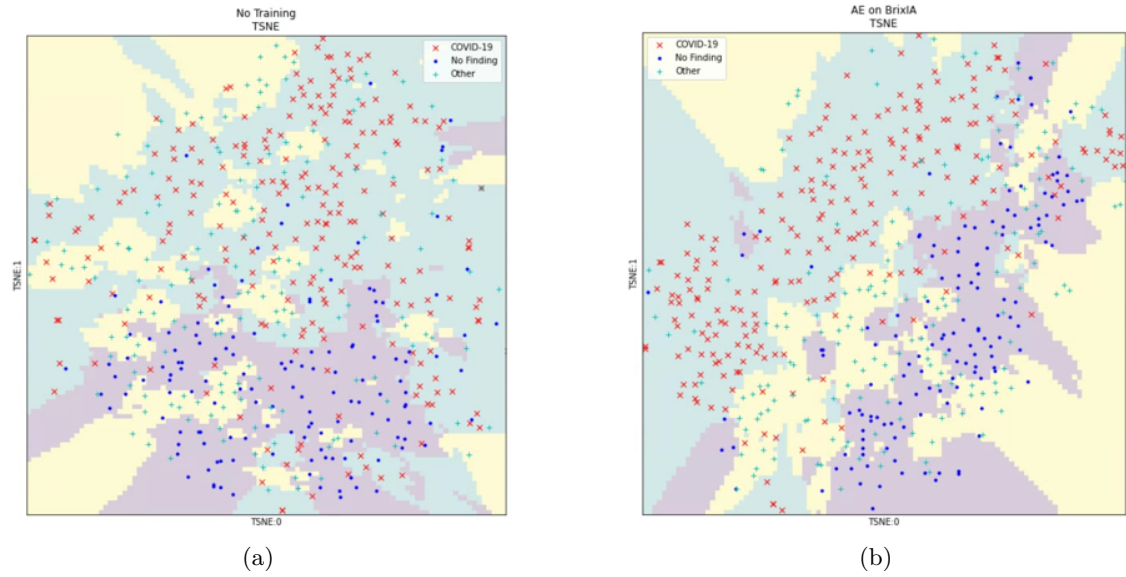 No Training
TSNE
COVID-19
No Finding
Other
TSNE:1
TSNE:0
(a)
AE on BrixIA
TSNE
COVID-19
No Finding
Other
TSNE:1
TSNE:0
(b)